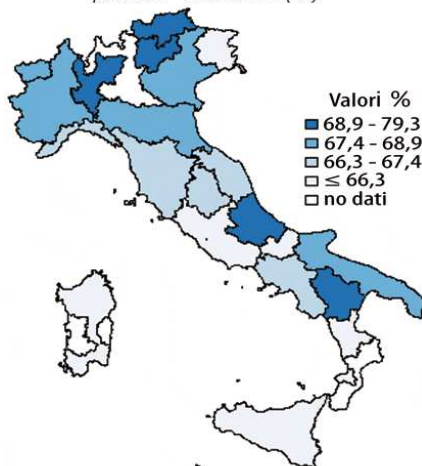 Valori %
68,9 – 79,3
67,4 – 68,9
66,3 – 67,4
≤ 66,3
no dati